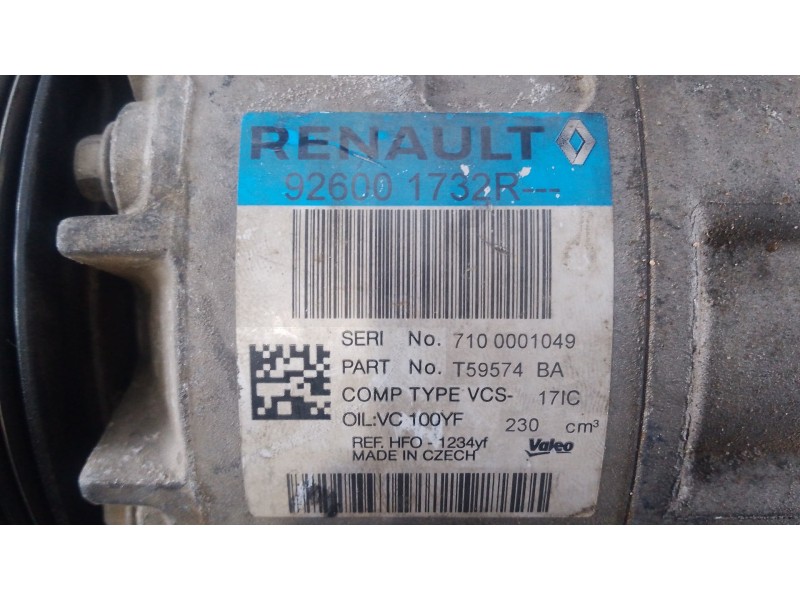 RENAULT
92600 1732R---
SERI No. 710 0001049
PART No. T59574 BA
COMP TYPE VCS- 17IC
OIL:VC 100YF 230 cm³
REF. HFO - 1234yf Valeo
MADE IN CZECH